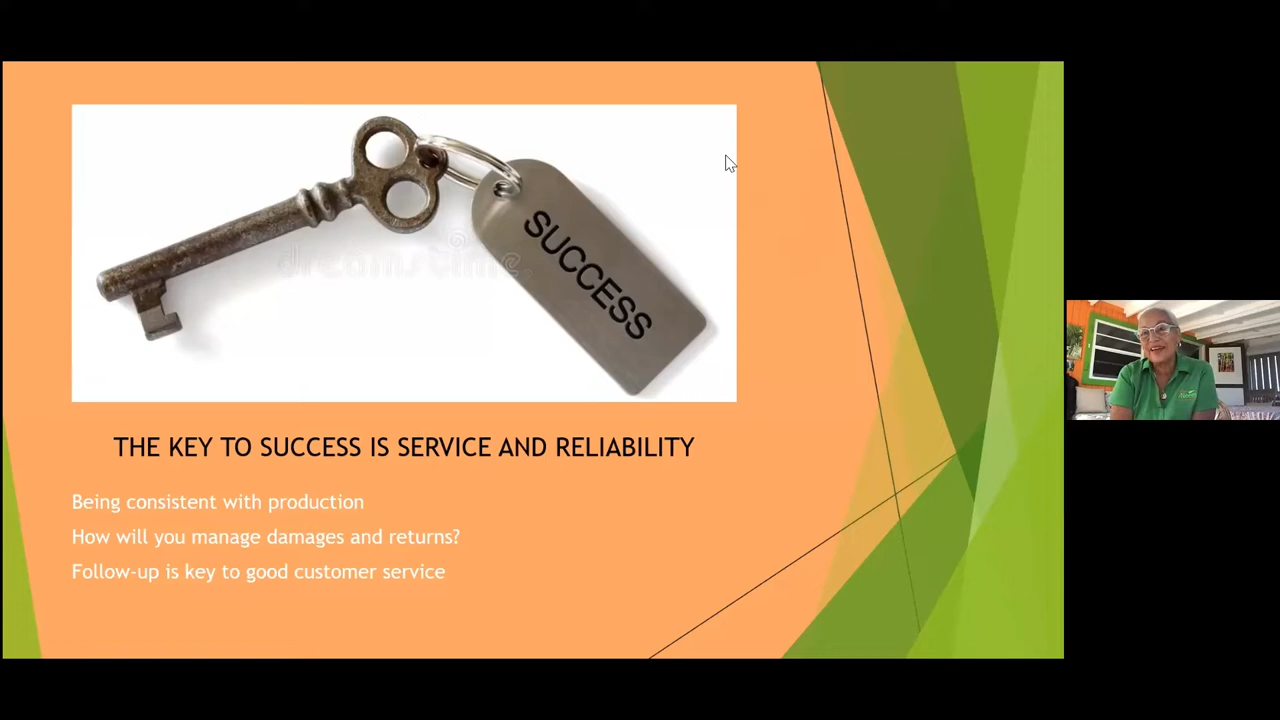 SUCCESS
dreamstime.
THE KEY TO SUCCESS IS SERVICE AND RELIABILITY
Being consistent with production
How will you manage damages and returns?
Follow-up is key to good customer service